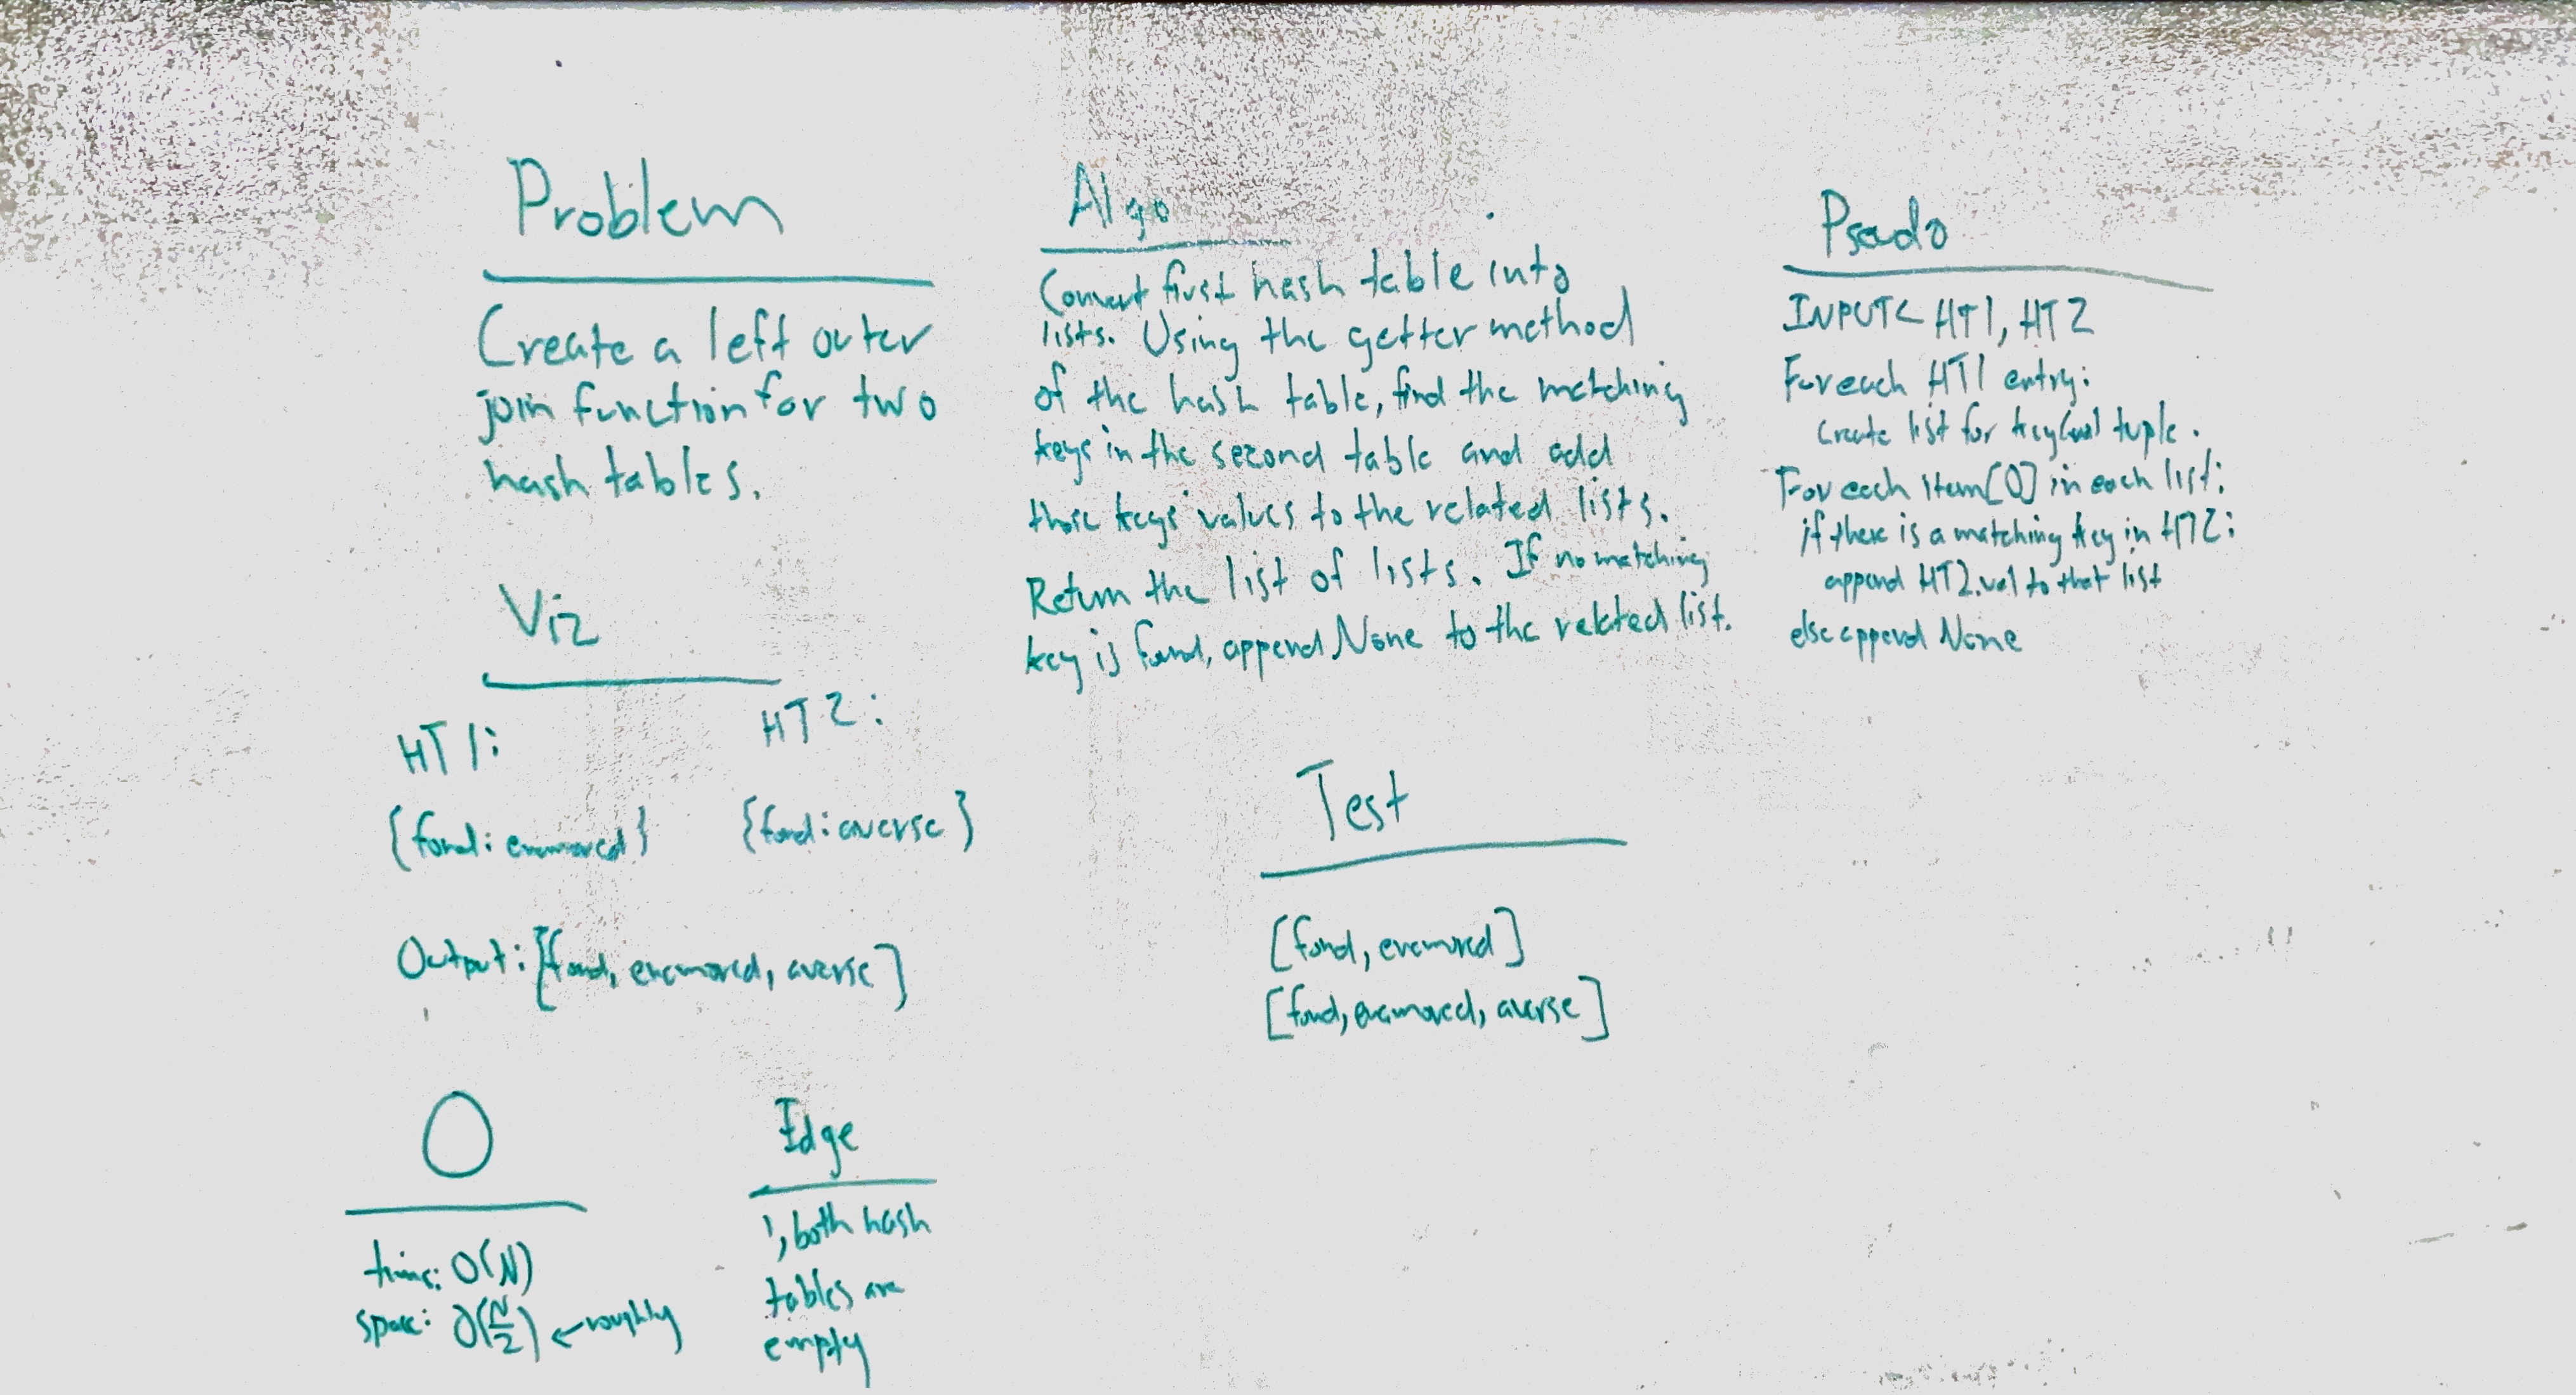 Problem
Create a left outer
join function for two
hash tables.
Viz
HT1:
HT2:
{fond: enamored}
{fond: averse}
Output: [fond, enamored, averse]
O
time: O(N)
space: O(N/2) ← roughly
Edge
1, both hash
tables are
empty
Algo
Convert first hash table into
lists. Using the getter method
of the hash table, find the matching
keys in the second table and add
those keys' values to the related lists.
Return the list of lists. If no matching
key is found, append None to the related list.
Test
[fond, enamored]
[fond, enamored, averse]
Psedo
INPUT< HT1, HT2
For each HT1 entry:
create list for key/val tuple.
For each item[0] in each list:
if there is a matching key in HT2:
append HT2.val to that list
else append None